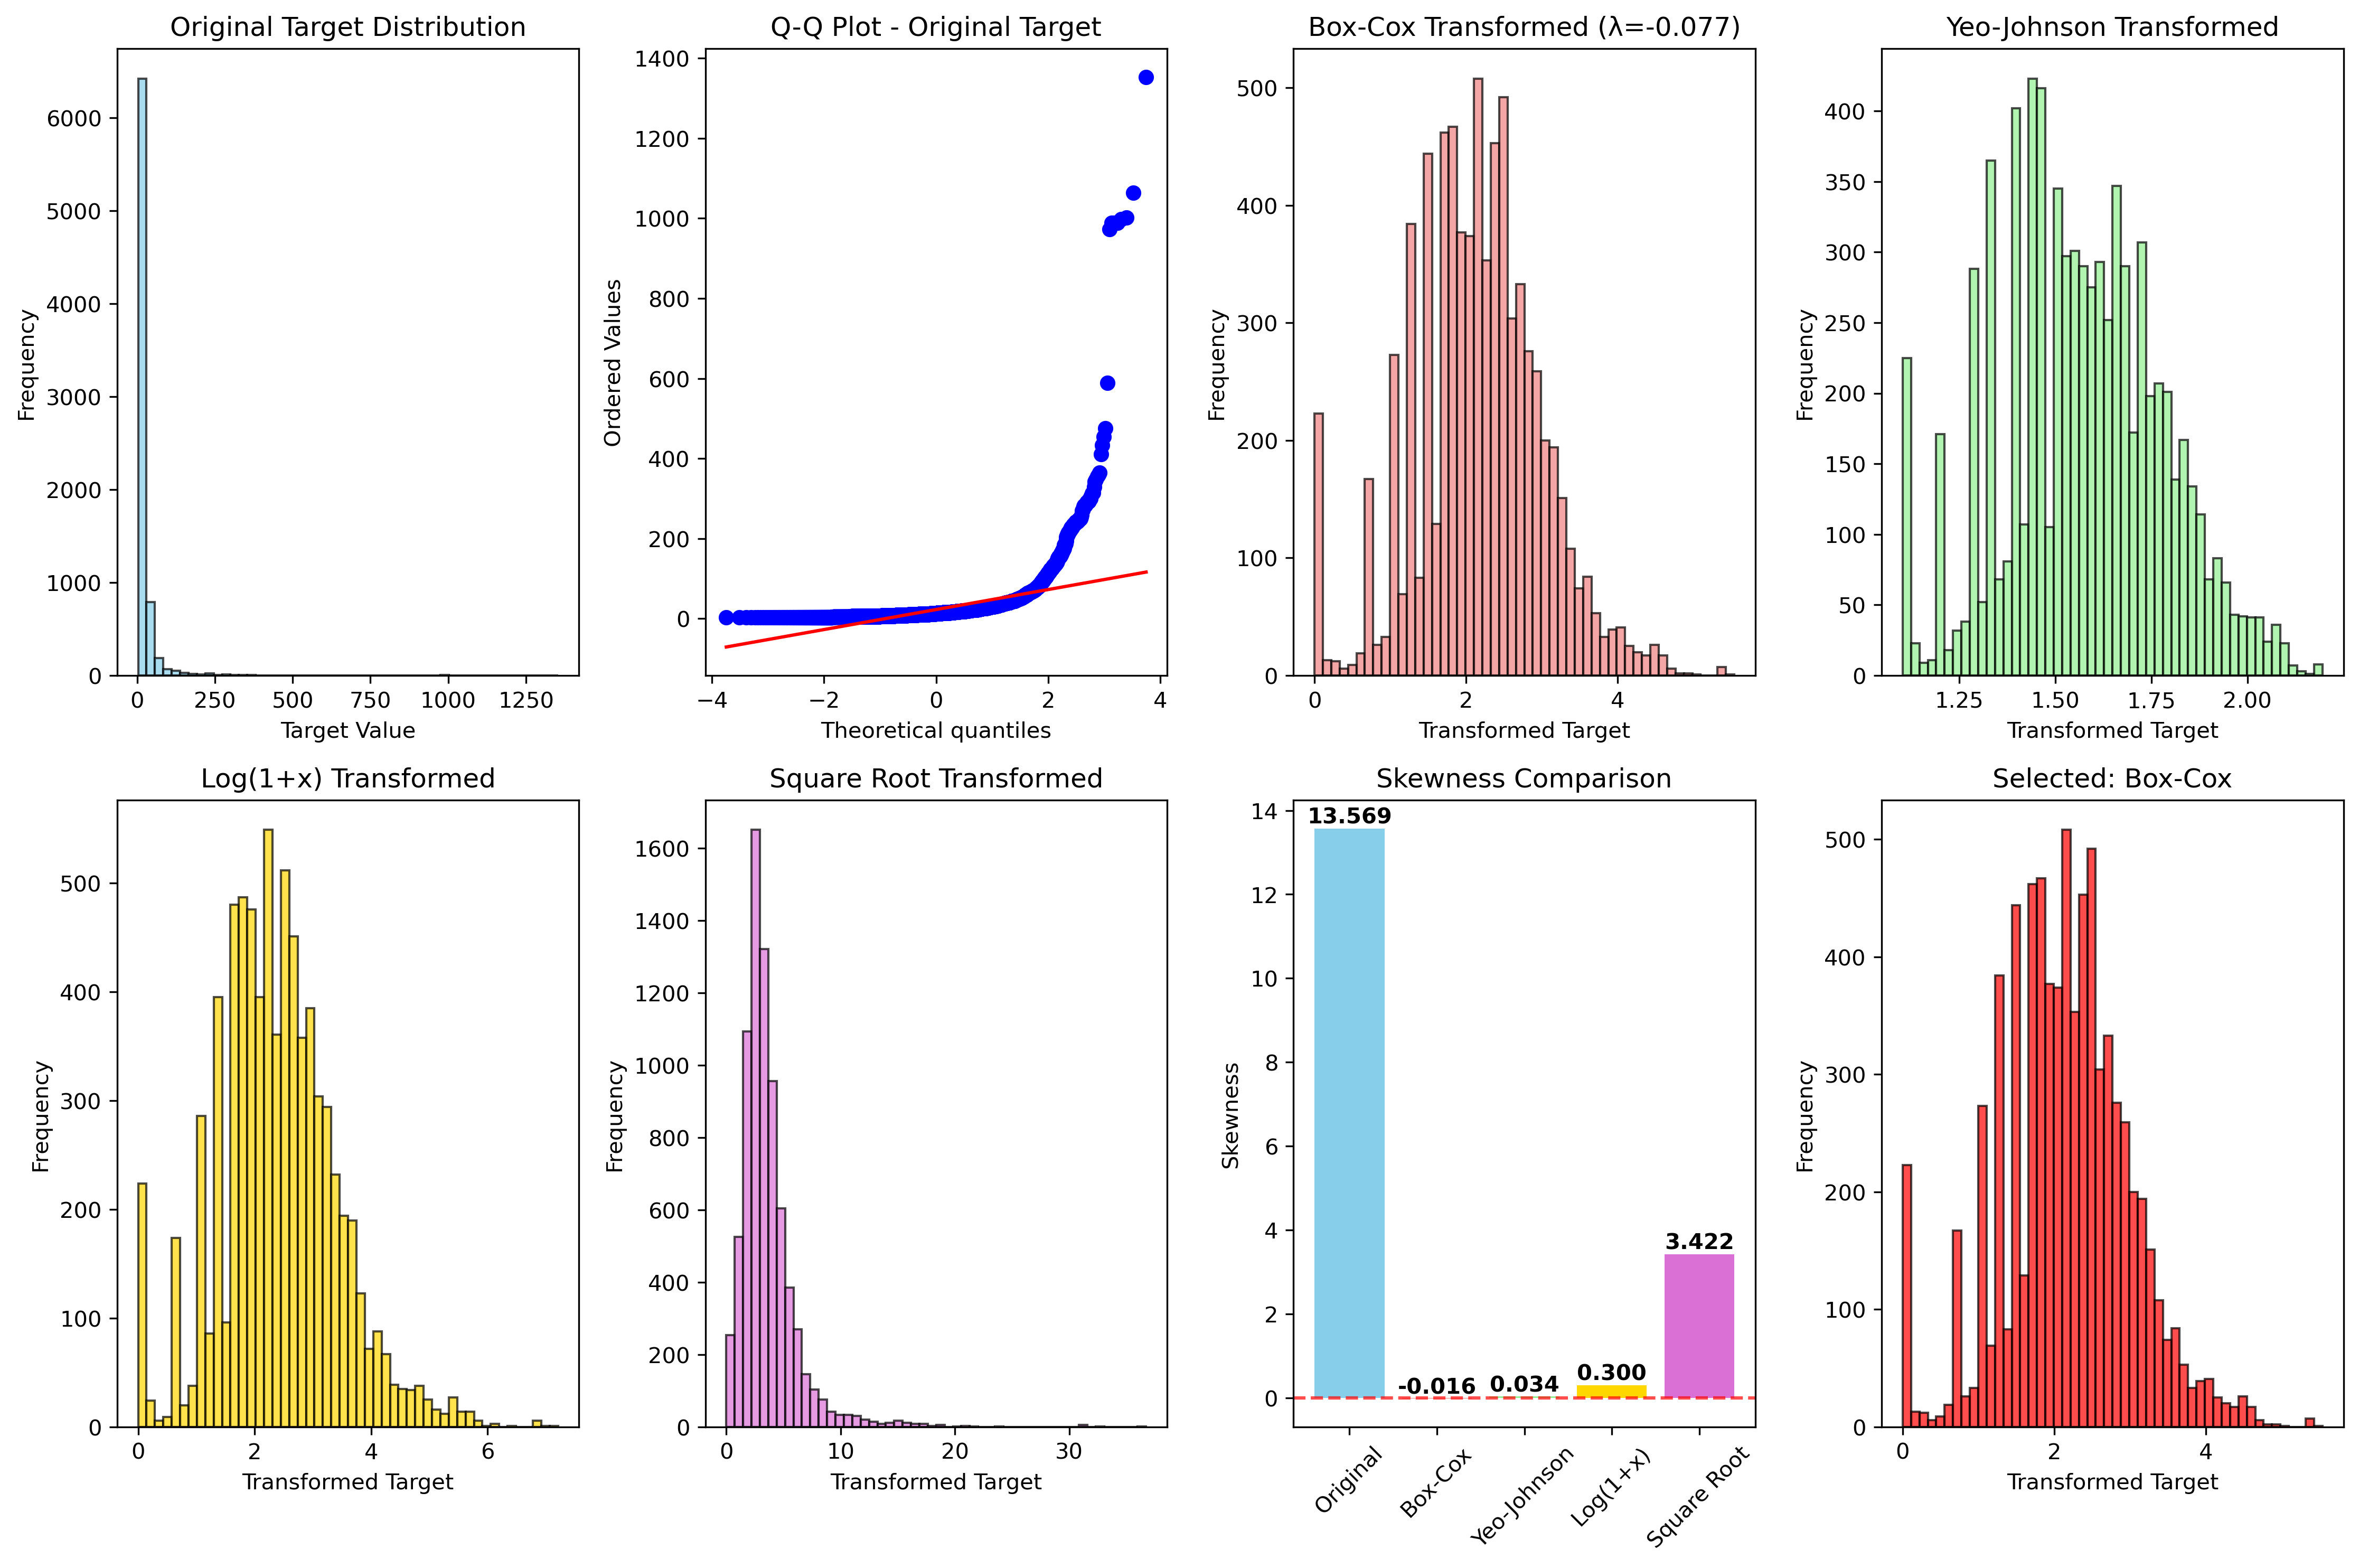 Original Target Distribution
Frequency
6000
5000
4000
3000
2000
1000
0
0 250 500 750 1000 1250
Target Value
Q-Q Plot - Original Target
Ordered Values
1400
1200
1000
800
600
400
200
0
−4 −2 0 2 4
Theoretical quantiles
Box-Cox Transformed (λ=-0.077)
Frequency
500
400
300
200
100
0
0 2 4
Transformed Target
Yeo-Johnson Transformed
Frequency
400
350
300
250
200
150
100
50
0
1.25 1.50 1.75 2.00
Transformed Target
Log(1+x) Transformed
Frequency
500
400
300
200
100
0
0 2 4 6
Transformed Target
Square Root Transformed
Frequency
1600
1400
1200
1000
800
600
400
200
0
0 10 20 30
Transformed Target
Skewness Comparison
Skewness
14
12
10
8
6
4
2
0
13.569
-0.016
0.034
0.300
3.422
Original
Box-Cox
Yeo-Johnson
Log(1+x)
Square Root
Selected: Box-Cox
Frequency
500
400
300
200
100
0
0 2 4
Transformed Target